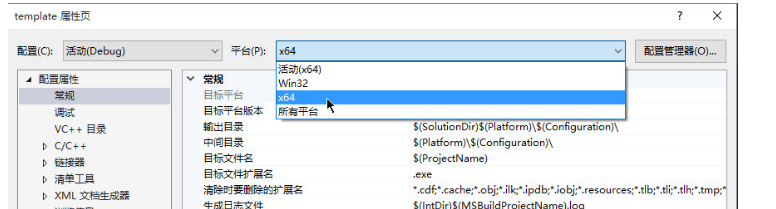 template 属性页 ? ×
配置(C): 活动(Debug) 平台(P): x64 配置管理器(O)...
活动(x64)
Win32
x64
所有平台
配置属性
常规
调试
VC++ 目录
C/C++
链接器
清单工具
XML 文档生成器
常规
目标平台
目标平台版本
输出目录 $(SolutionDir)$(Platform)\$(Configuration)\
中间目录 $(Platform)\$(Configuration)\
目标文件名 $(ProjectName)
目标文件扩展名 .exe
清除时要删除的扩展名 *.cdf;*.cache;*.obj;*.ilk;*.ipdb;*.iobj;*.resources;*.tlb;*.tli;*.tlh;*.tmp;*
生成日志文件 $(IntDir)$(MSBuildProjectName).log